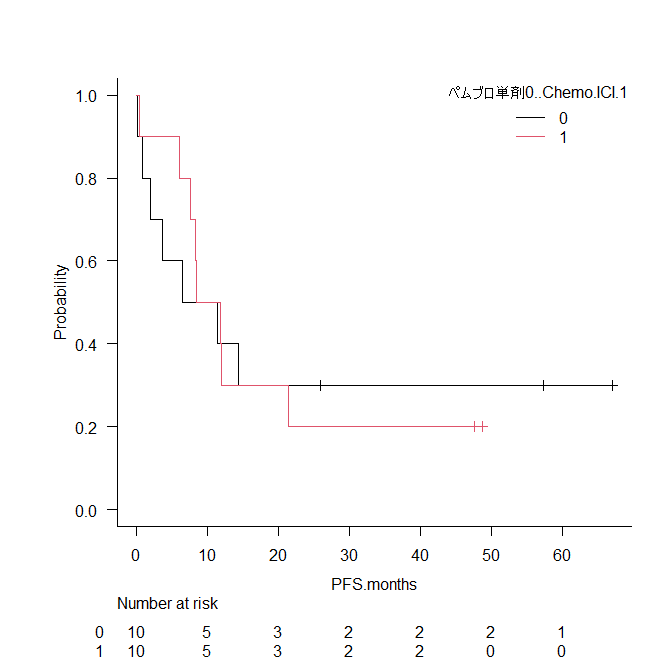 ペムブロ単剤0..Chemo.ICI.1
0
1
1.0
0.8
0.6
0.4
0.2
0.0
Probability
0 10 20 30 40 50 60
PFS.months
Number at risk
0 10 5 3 2 2 2 1
1 10 5 3 2 2 0 0